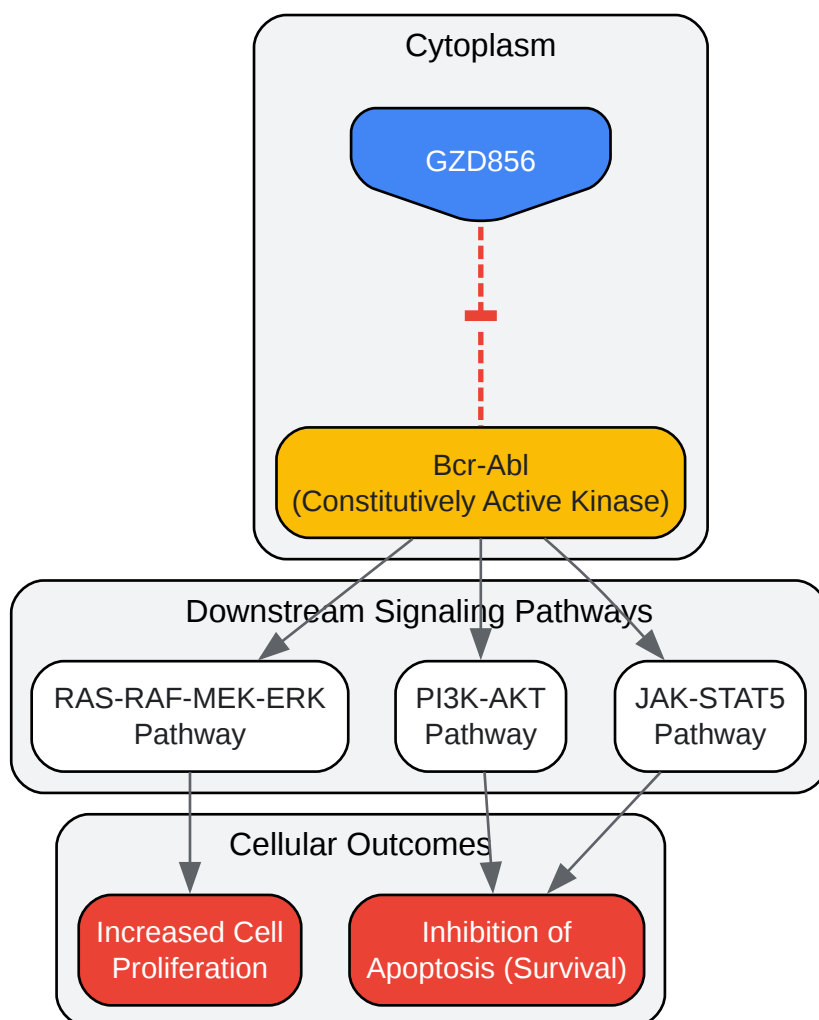 Cytoplasm
GZD856
Bcr-Abl
(Constitutively Active Kinase)
Downstream Signaling Pathways
RAS-RAF-MEK-ERK
Pathway
PI3K-AKT
Pathway
JAK-STAT5
Pathway
Cellular Outcomes
Increased Cell
Proliferation
Inhibition of
Apoptosis (Survival)